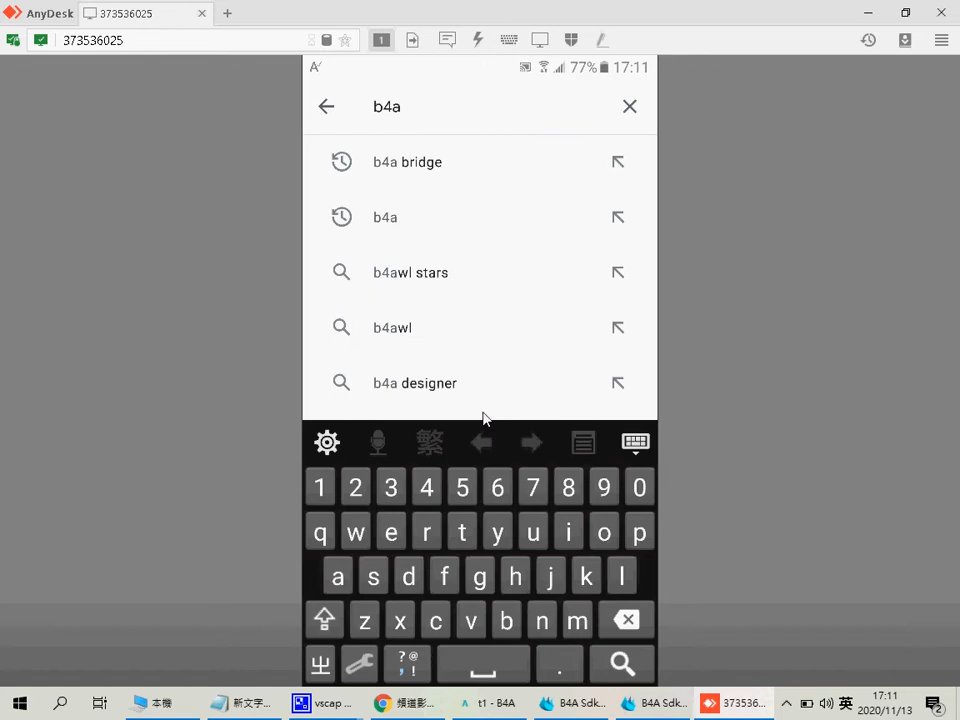 AnyDesk 373536025
373536025 1
77% 17:11
b4a
b4a bridge
b4a
b4awl stars
b4awl
b4a designer
繁
1 2 3 4 5 6 7 8 9 0
q w e r t y u i o p
a s d f g h j k l
z x c v b n m
?@
,!
.
本機 新文字... vscap ... 頻道影... t1 - B4A B4A Sdk... B4A Sdk... 373536... 英 17:11
2020/11/13 2